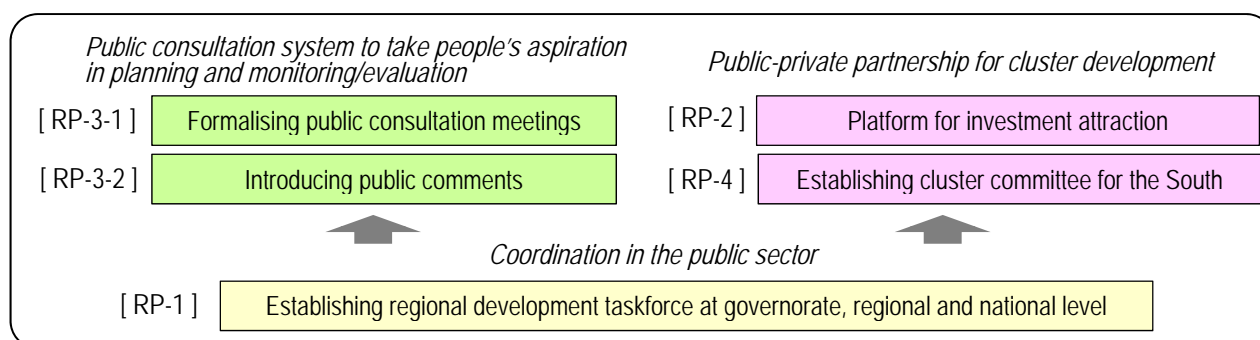 Public consultation system to take people's aspiration
in planning and monitoring/evaluation
[ RP-3-1 ] Formalising public consultation meetings
[ RP-3-2 ] Introducing public comments
Public-private partnership for cluster development
[ RP-2 ] Platform for investment attraction
[ RP-4 ] Establishing cluster committee for the South
Coordination in the public sector
[ RP-1 ] Establishing regional development taskforce at governorate, regional and national level